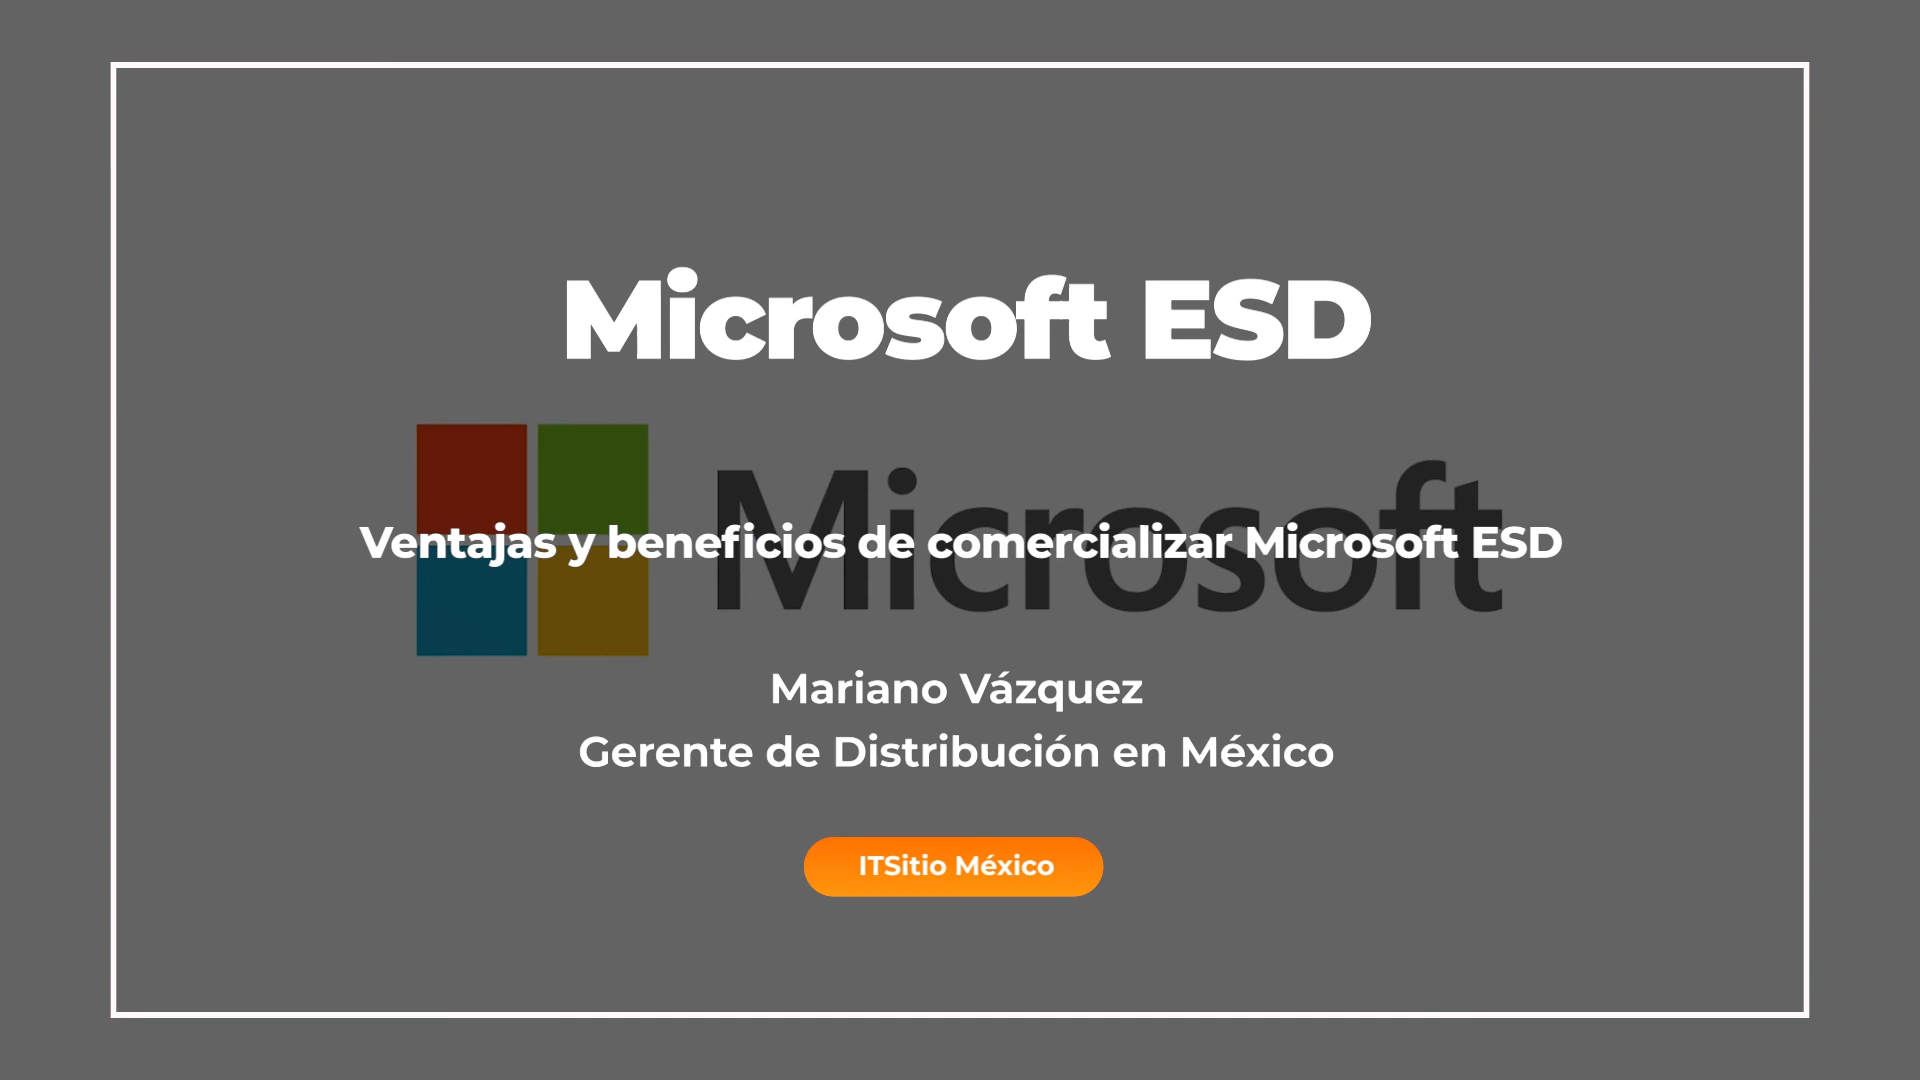 Microsoft ESD
Microsoft
Ventajas y beneficios de comercializar Microsoft ESD
Mariano Vázquez
Gerente de Distribución en México
ITSitio México